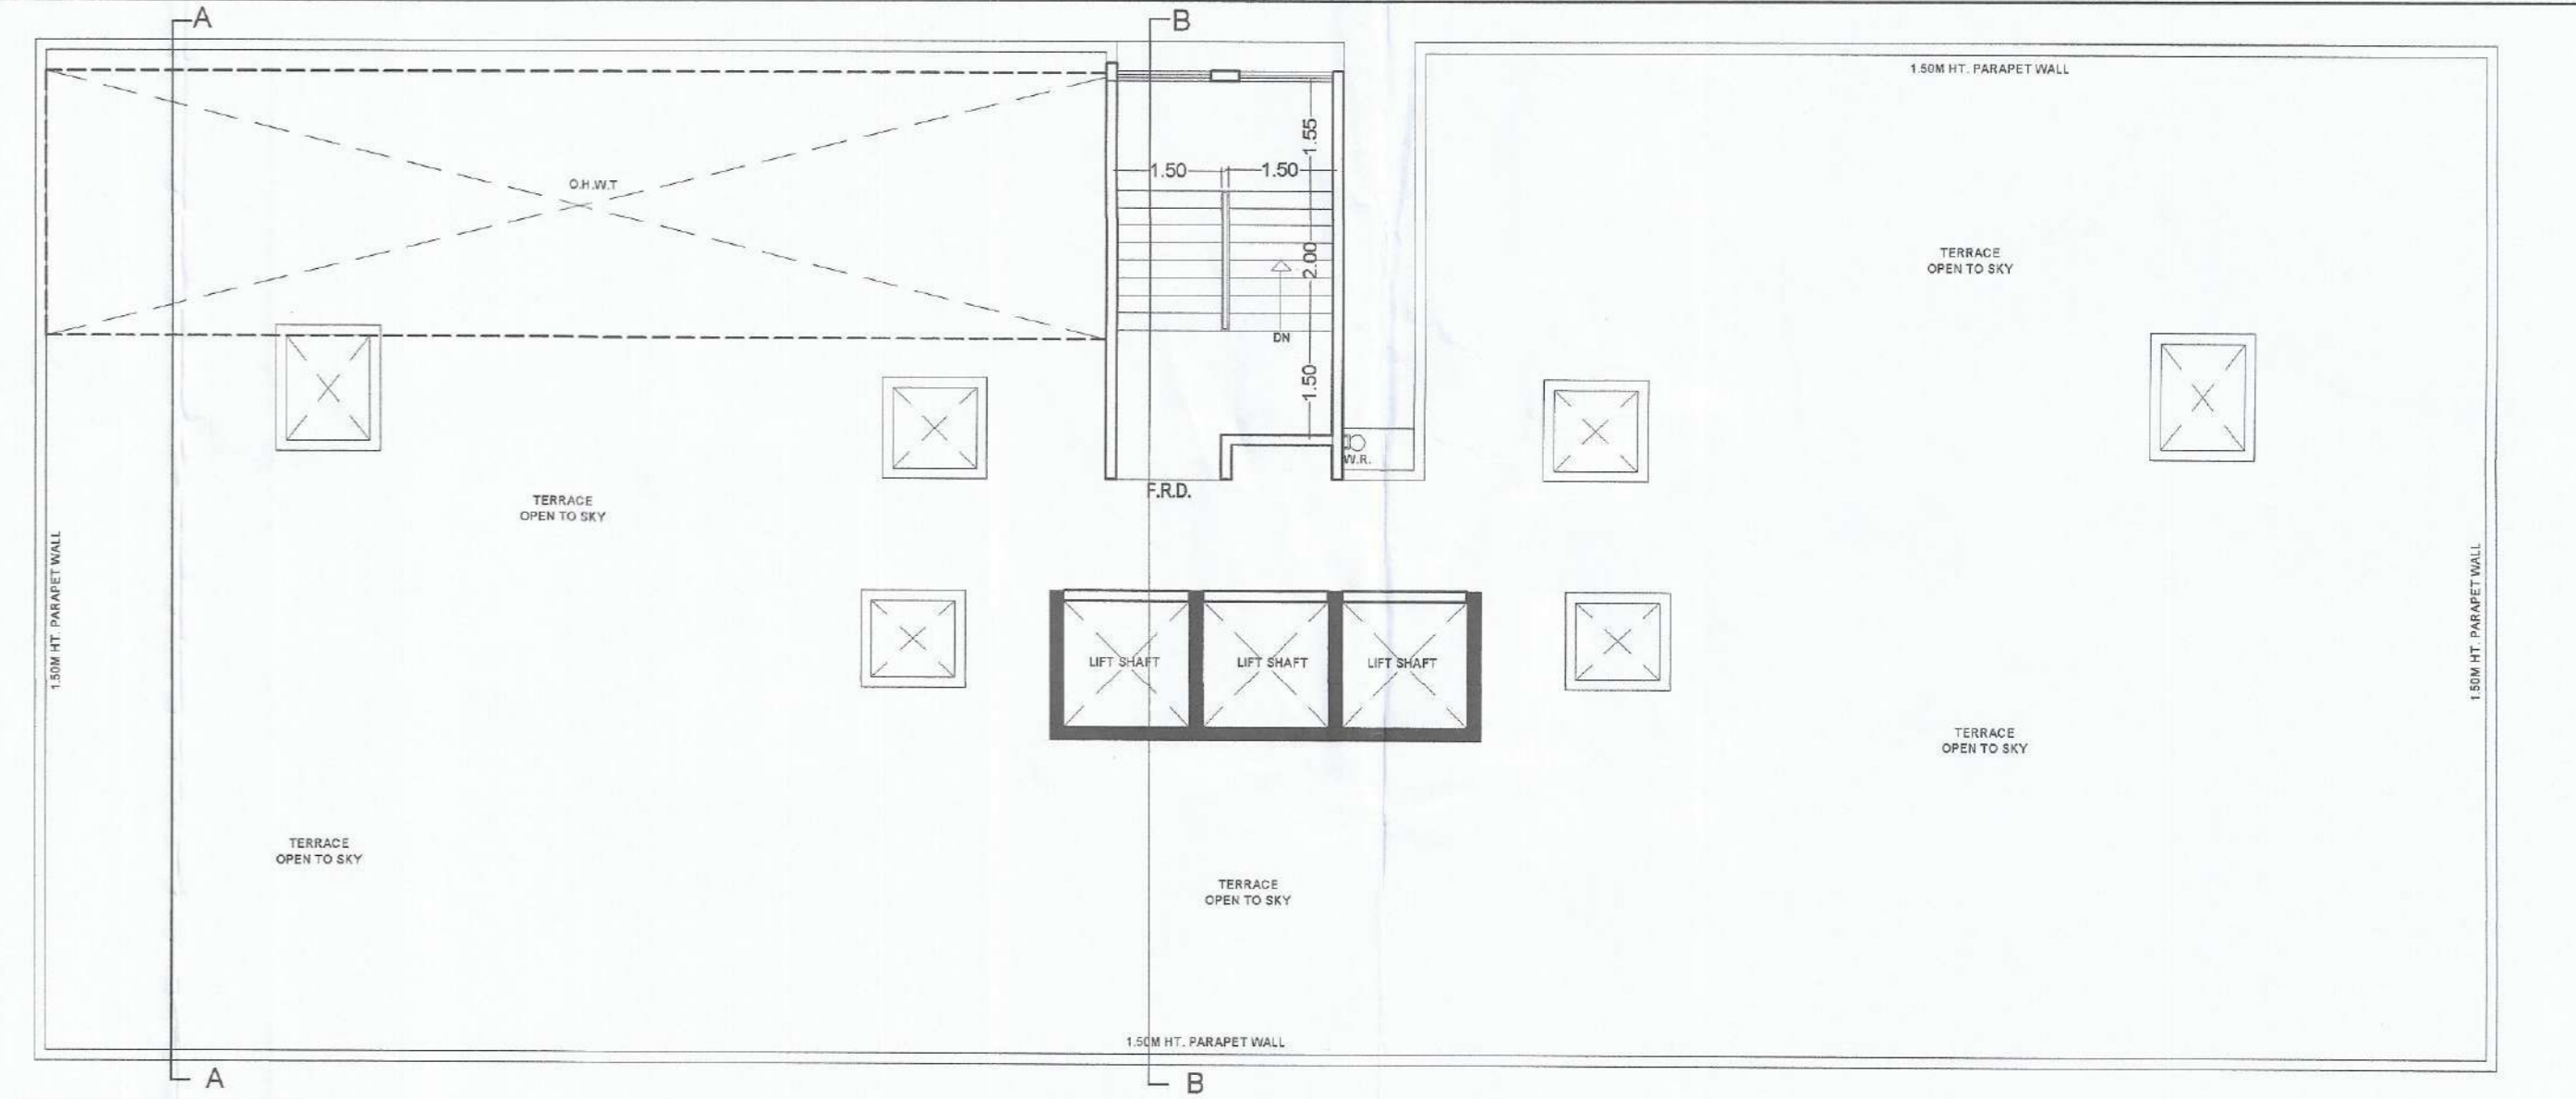 A
B
1.50M HT. PARAPET WALL
1.55
1.50
1.50
O.H.W.T
2.00
TERRACE
OPEN TO SKY
DN
1.50
W.R.
F.R.D.
TERRACE
OPEN TO SKY
1.50M HT. PARAPET WALL
1.50M HT. PARAPET WALL
LIFT SHAFT
LIFT SHAFT
LIFT SHAFT
TERRACE
OPEN TO SKY
TERRACE
OPEN TO SKY
TERRACE
OPEN TO SKY
1.50M HT. PARAPET WALL
A
B